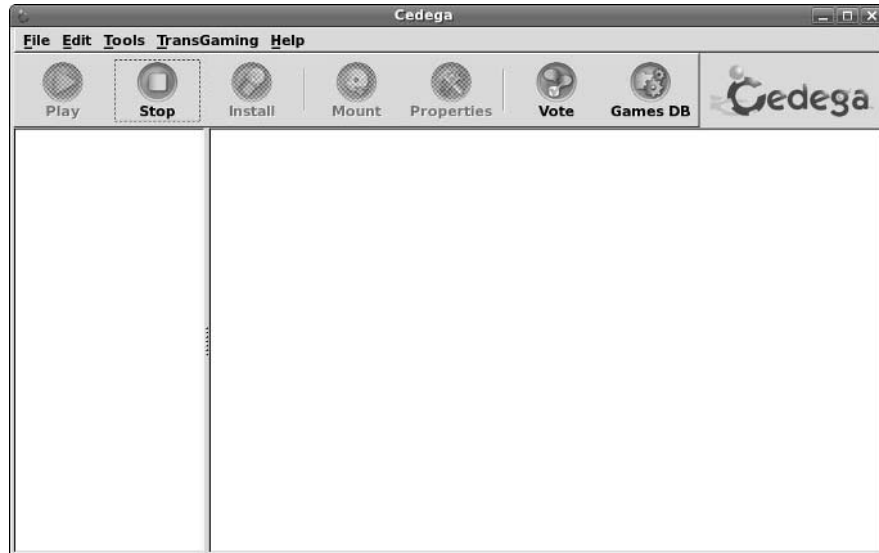 Cedega
File Edit Tools TransGaming Help
Play Stop Install Mount Properties Vote Games DB Cedega